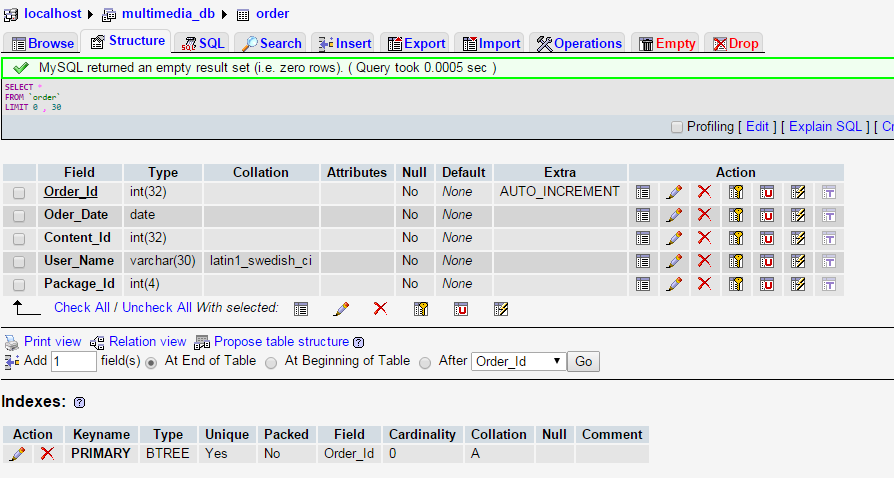 localhost multimedia_db order
Browse Structure SQL Search Insert Export Import Operations Empty Drop
MySQL returned an empty result set (i.e. zero rows). ( Query took 0.0005 sec )
SELECT *
FROM `order`
LIMIT 0 , 30
Profiling [ Edit ] [ Explain SQL ] [ Cr
Field Type Collation Attributes Null Default Extra Action
Order_Id int(32) No None AUTO_INCREMENT
Oder_Date date No None
Content_Id int(32) No None
User_Name varchar(30) latin1_swedish_ci No None
Package_Id int(4) No None
Check All / Uncheck All With selected:
Print view Relation view Propose table structure
Add 1 field(s) At End of Table At Beginning of Table After Order_Id Go
Indexes:
Action Keyname Type Unique Packed Field Cardinality Collation Null Comment
PRIMARY BTREE Yes No Order_Id 0 A